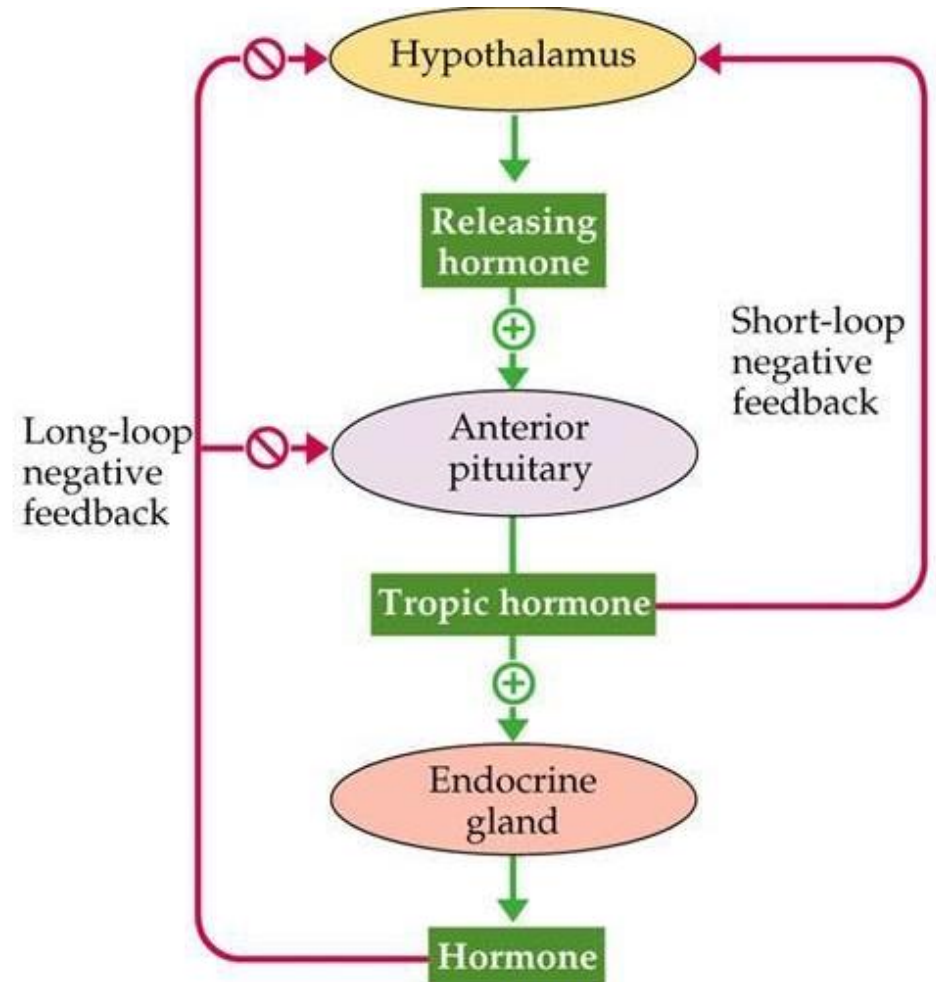 Hypothalamus
Releasing
hormone
+
Short-loop
negative
feedback
Anterior
pituitary
Long-loop
negative
feedback
Tropic hormone
+
Endocrine
gland
Hormone